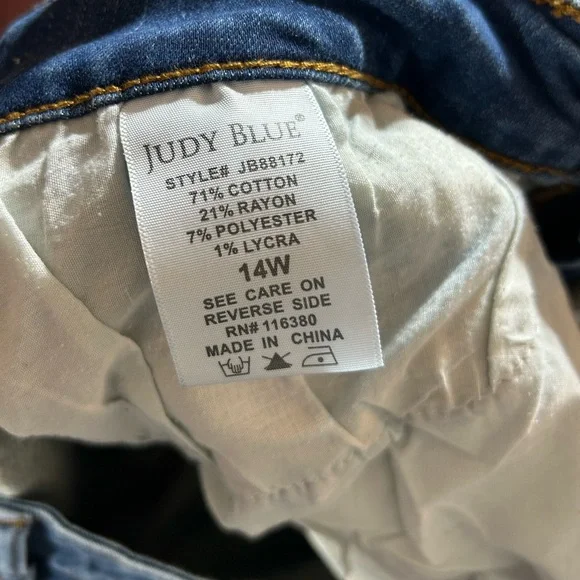 JUDY BLUE®
STYLE# JB88172
71% COTTON
21% RAYON
7% POLYESTER
1% LYCRA
14W
SEE CARE ON
REVERSE SIDE
RN# 116380
MADE IN CHINA